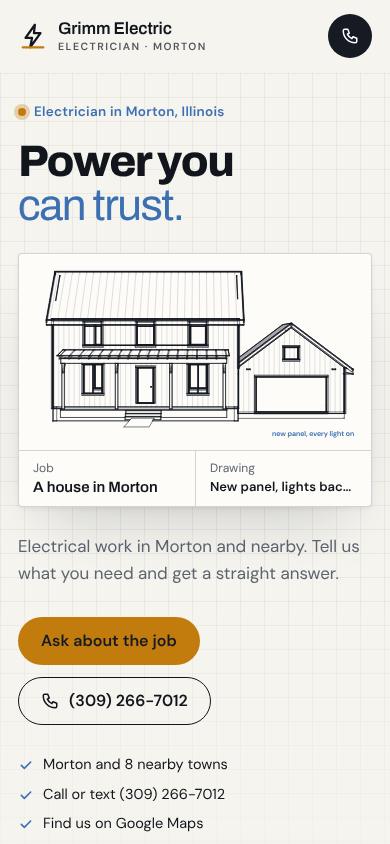 Grimm Electric
ELECTRICIAN · MORTON
Electrician in Morton, Illinois
Power you
can trust.
new panel, every light on
Job
A house in Morton
Drawing
New panel, lights bac...
Electrical work in Morton and nearby. Tell us
what you need and get a straight answer.
Ask about the job
(309) 266-7012
Morton and 8 nearby towns
Call or text (309) 266-7012
Find us on Google Maps